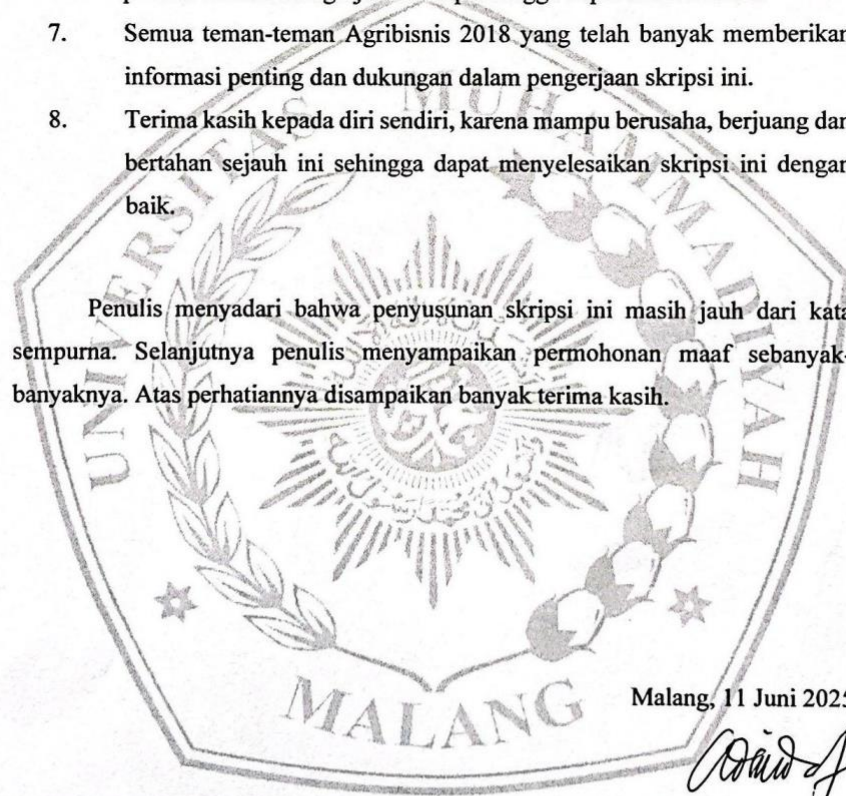 7. Semua teman-teman Agribisnis 2018 yang telah banyak memberikan
informasi penting dan dukungan dalam pengerjaan skripsi ini.
8. Terima kasih kepada diri sendiri, karena mampu berusaha, berjuang dan
bertahan sejauh ini sehingga dapat menyelesaikan skripsi ini dengan
baik.
Penulis menyadari bahwa penyusunan skripsi ini masih jauh dari kata
sempurna. Selanjutnya penulis menyampaikan permohonan maaf sebanyak-
banyaknya. Atas perhatiannya disampaikan banyak terima kasih.
UNIVERSITAS MUHAMMADIYAH
MALANG
Malang, 11 Juni 2025